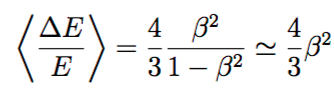 ⟨ΔE/E⟩ = 4/3 β²/(1 − β²) ≃ 4/3 β²